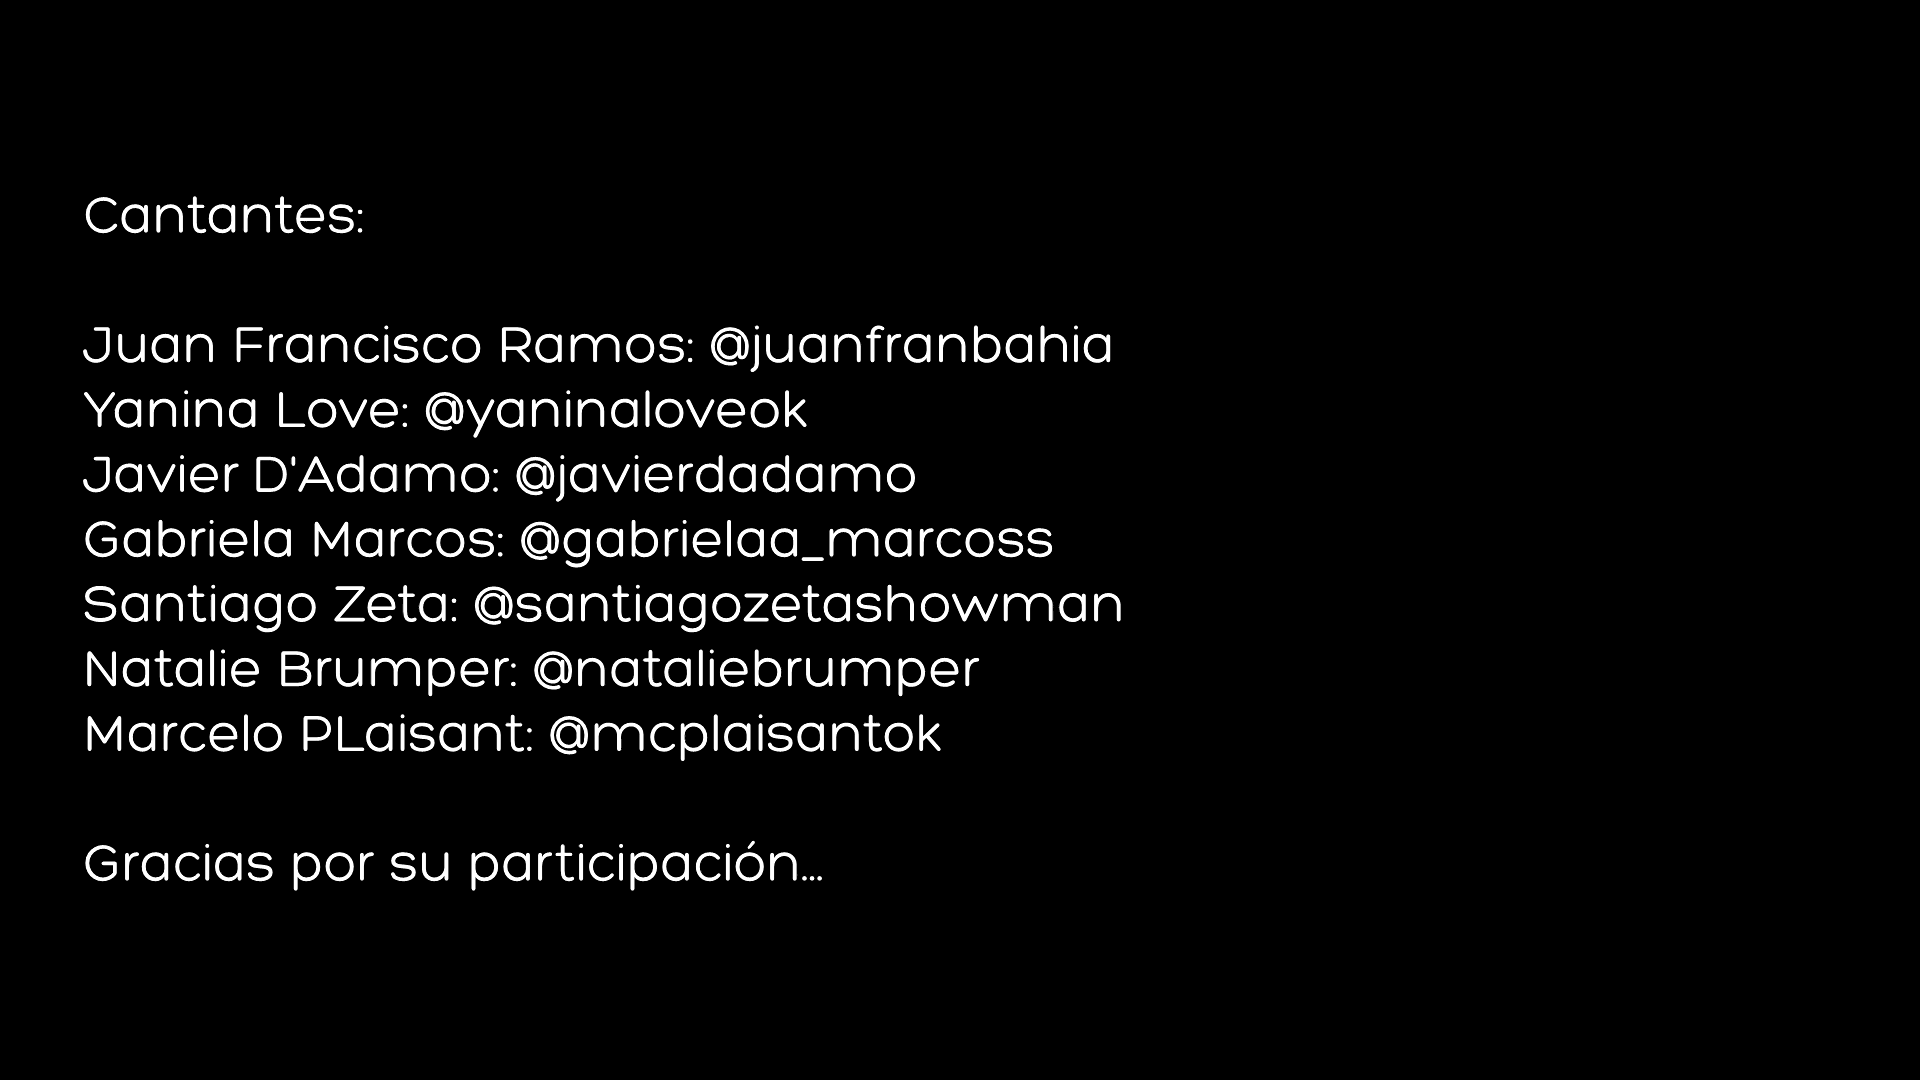 Cantantes:
Juan Francisco Ramos: @juanfranbahia
Yanina Love: @yaninaloveok
Javier D'Adamo: @javierdadamo
Gabriela Marcos: @gabrielaa_marcoss
Santiago Zeta: @santiagozetashowman
Natalie Brumper: @nataliebrumper
Marcelo PLaisant: @mcplaisantok
Gracias por su participación...